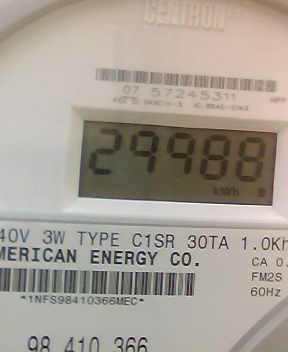 CENTRON®
07 57245311
29988
kWh
40V 3W TYPE C1SR 30TA 1.0Kh
MERICAN ENERGY CO.
CA 0.
FM2S
60Hz
*1NFS98410366MEC*
98 410 366